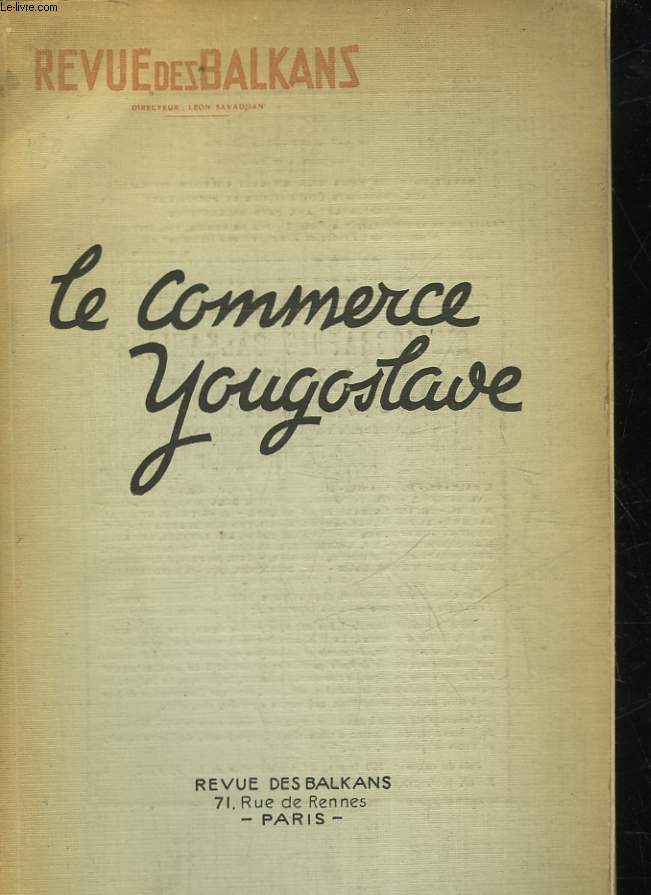 Le-livre.com
REVUE DES BALKANS
DIRECTEUR : LÉON SAVADJIAN
le commerce
Yougoslave
REVUE DES BALKANS
71, Rue de Rennes
- PARIS -